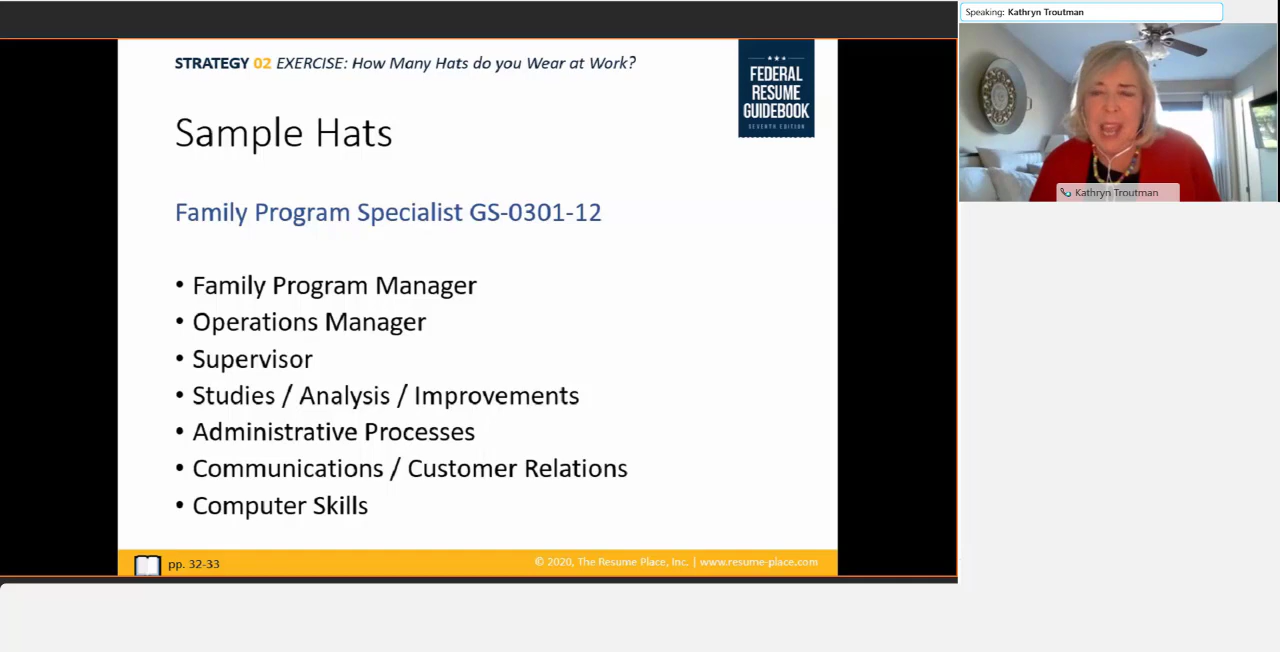 Speaking: Kathryn Troutman
STRATEGY 02 EXERCISE: How Many Hats do you Wear at Work?
FEDERAL
RESUME
GUIDEBOOK
SEVENTH EDITION
Sample Hats
Family Program Specialist GS-0301-12
• Family Program Manager
• Operations Manager
• Supervisor
• Studies / Analysis / Improvements
• Administrative Processes
• Communications / Customer Relations
• Computer Skills
pp. 32-33
© 2020, The Resume Place, Inc. | www.resume-place.com
Kathryn Troutman